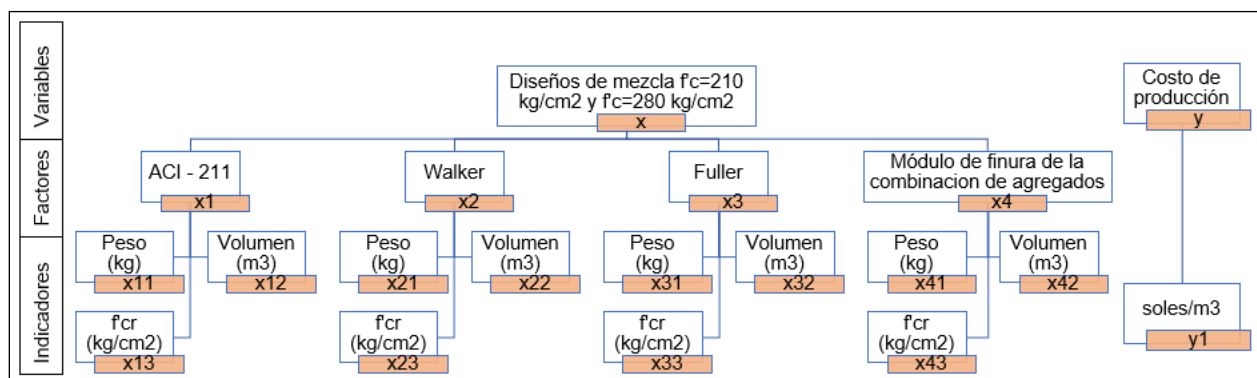 Variables
Diseños de mezcla f'c=210
kg/cm2 y f'c=280 kg/cm2
x
Costo de
producción
y
Factores
ACI - 211
x1
Walker
x2
Fuller
x3
Módulo de finura de la
combinacion de agregados
x4
Indicadores
Peso
(kg)
x11
Volumen
(m3)
x12
Peso
(kg)
x21
Volumen
(m3)
x22
Peso
(kg)
x31
Volumen
(m3)
x32
Peso
(kg)
x41
Volumen
(m3)
x42
f'cr
(kg/cm2)
x13
f'cr
(kg/cm2)
x23
f'cr
(kg/cm2)
x33
f'cr
(kg/cm2)
x43
soles/m3
y1